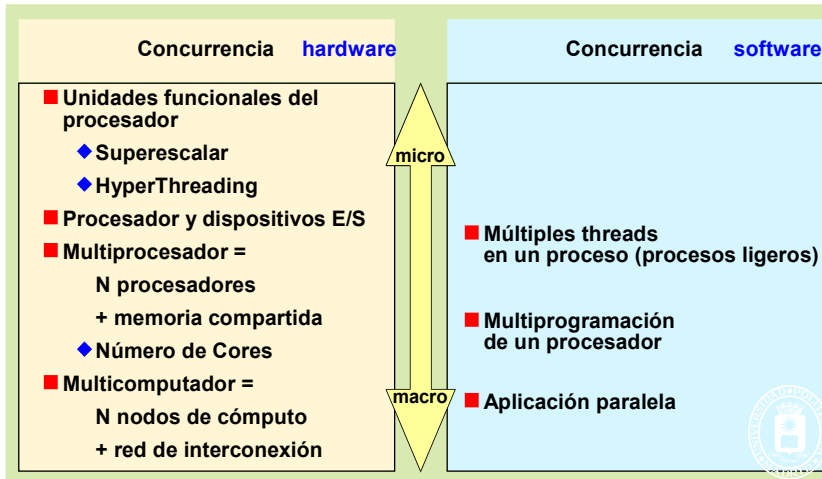 Concurrencia hardware
Concurrencia software
Unidades funcionales del
procesador
Superescalar
HyperThreading
Procesador y dispositivos E/S
Multiprocesador =
N procesadores
+ memoria compartida
Número de Cores
Multicomputador =
N nodos de cómputo
+ red de interconexión
micro
macro
Múltiples threads
en un proceso (procesos ligeros)
Multiprogramación
de un procesador
Aplicación paralela